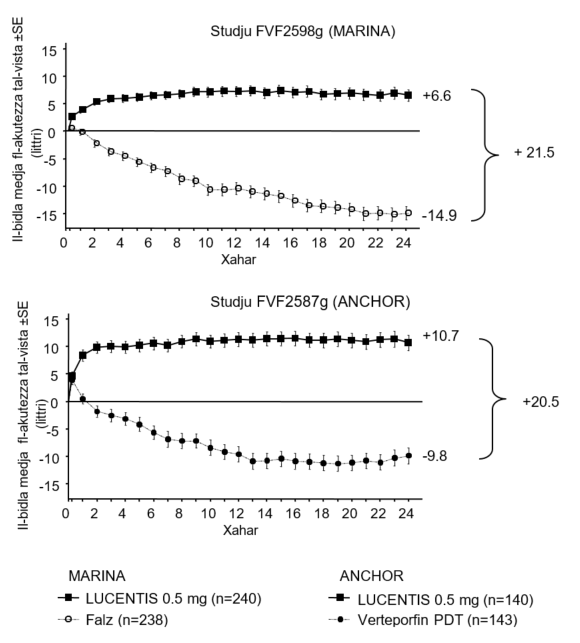 Studju FVF2598g (MARINA)
Il-bidla medja fl-akutezza tal-vista ±SE
(littri)
15
10
5
0
-5
-10
-15
+6.6
-14.9
+ 21.5
0 2 4 6 8 10 12 14 16 18 20 22 24
Xahar
Studju FVF2587g (ANCHOR)
Il-bidla medja fl-akutezza tal-vista ±SE
(littri)
15
10
5
0
-5
-10
-15
+10.7
-9.8
+20.5
0 2 4 6 8 10 12 14 16 18 20 22 24
Xahar
MARINA
LUCENTIS 0.5 mg (n=240)
Falz (n=238)
ANCHOR
LUCENTIS 0.5 mg (n=140)
Verteporfin PDT (n=143)